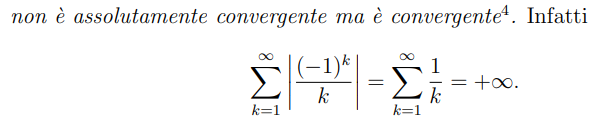 non è assolutamente convergente ma è convergente⁴. Infatti
∑_{k=1}^{∞} |(-1)^k / k| = ∑_{k=1}^{∞} 1/k = +∞.